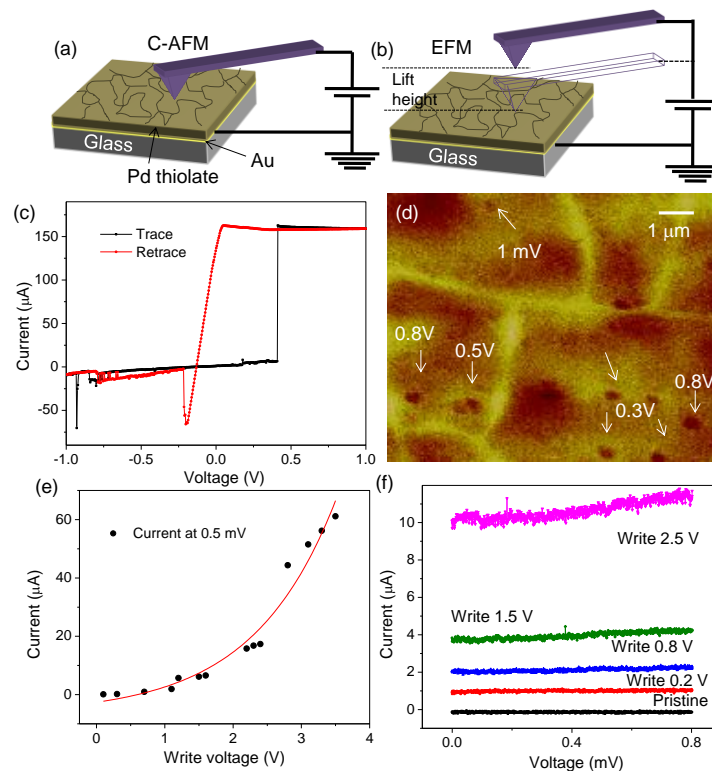 (a)
C-AFM
Glass
Pd thiolate
Au
(b)
EFM
Lift
height
Glass
(c)
Trace
Retrace
150
100
50
0
-50
-1.0
-0.5
0.0
0.5
1.0
Current (μA)
Voltage (V)
(d)
1 μm
1 mV
0.8V
0.5V
0.3V
0.8V
(e)
Current at 0.5 mV
60
40
20
0
0
1
2
3
4
Current (μA)
Write voltage (V)
(f)
10
8
6
4
2
0
0.0
0.4
0.8
Write 2.5 V
Write 1.5 V
Write 0.8 V
Write 0.2 V
Pristine
Current (μA)
Voltage (mV)